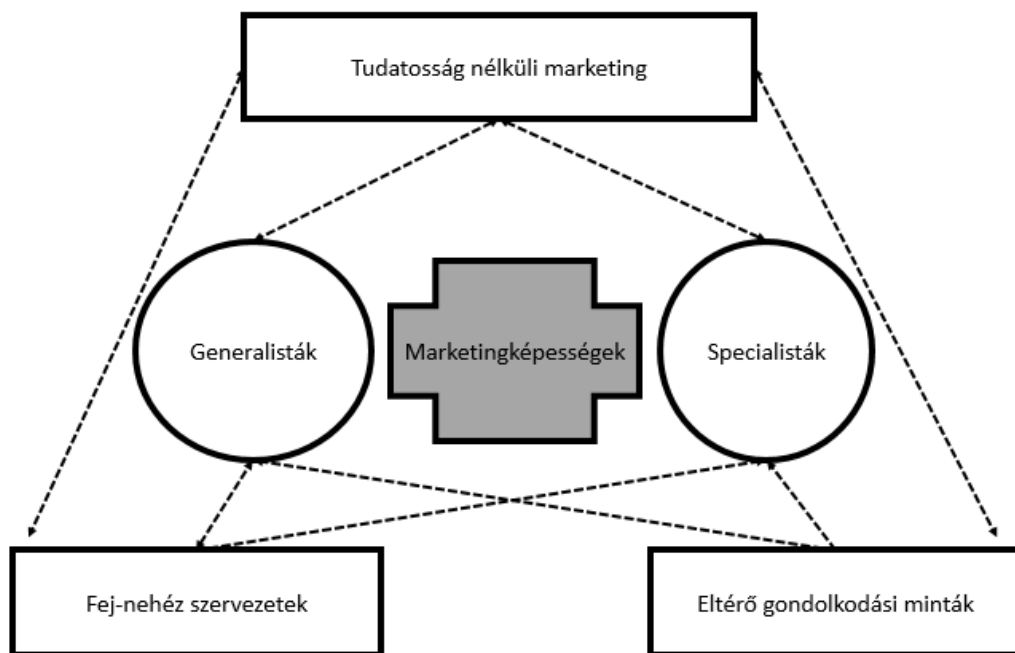 Tudatosság nélküli marketing
Generalisták
Marketingképességek
Specialisták
Fej-nehéz szervezetek
Eltérő gondolkodási minták